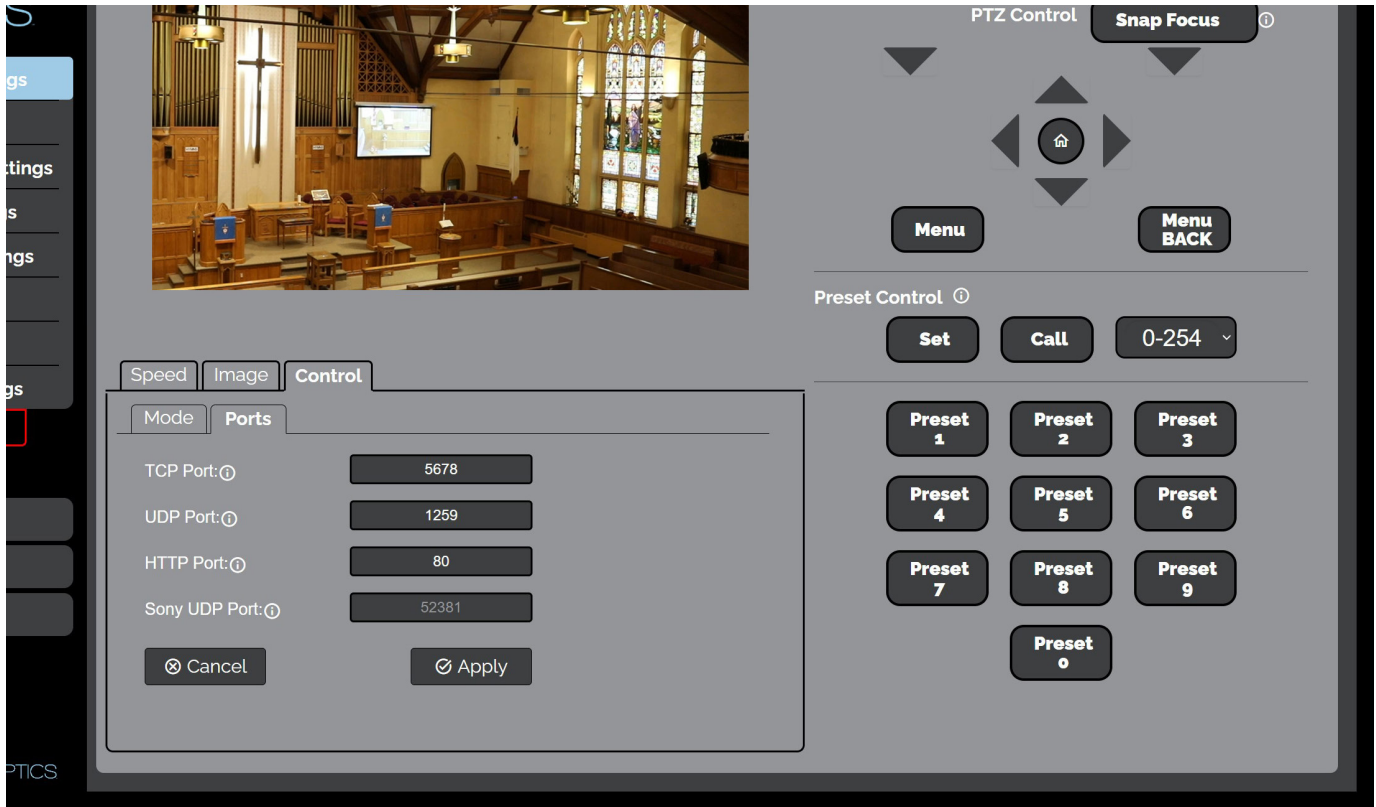 S
PTZ Control
Snap Focus
gs
ttings
s
ngs
gs
Menu
Menu
BACK
Preset Control
Set
Call
0-254
Speed
Image
Control
Mode
Ports
TCP Port:
5678
UDP Port:
1259
HTTP Port:
80
Sony UDP Port:
52381
Cancel
Apply
Preset
1
Preset
2
Preset
3
Preset
4
Preset
5
Preset
6
Preset
7
Preset
8
Preset
9
Preset
0
PTICS